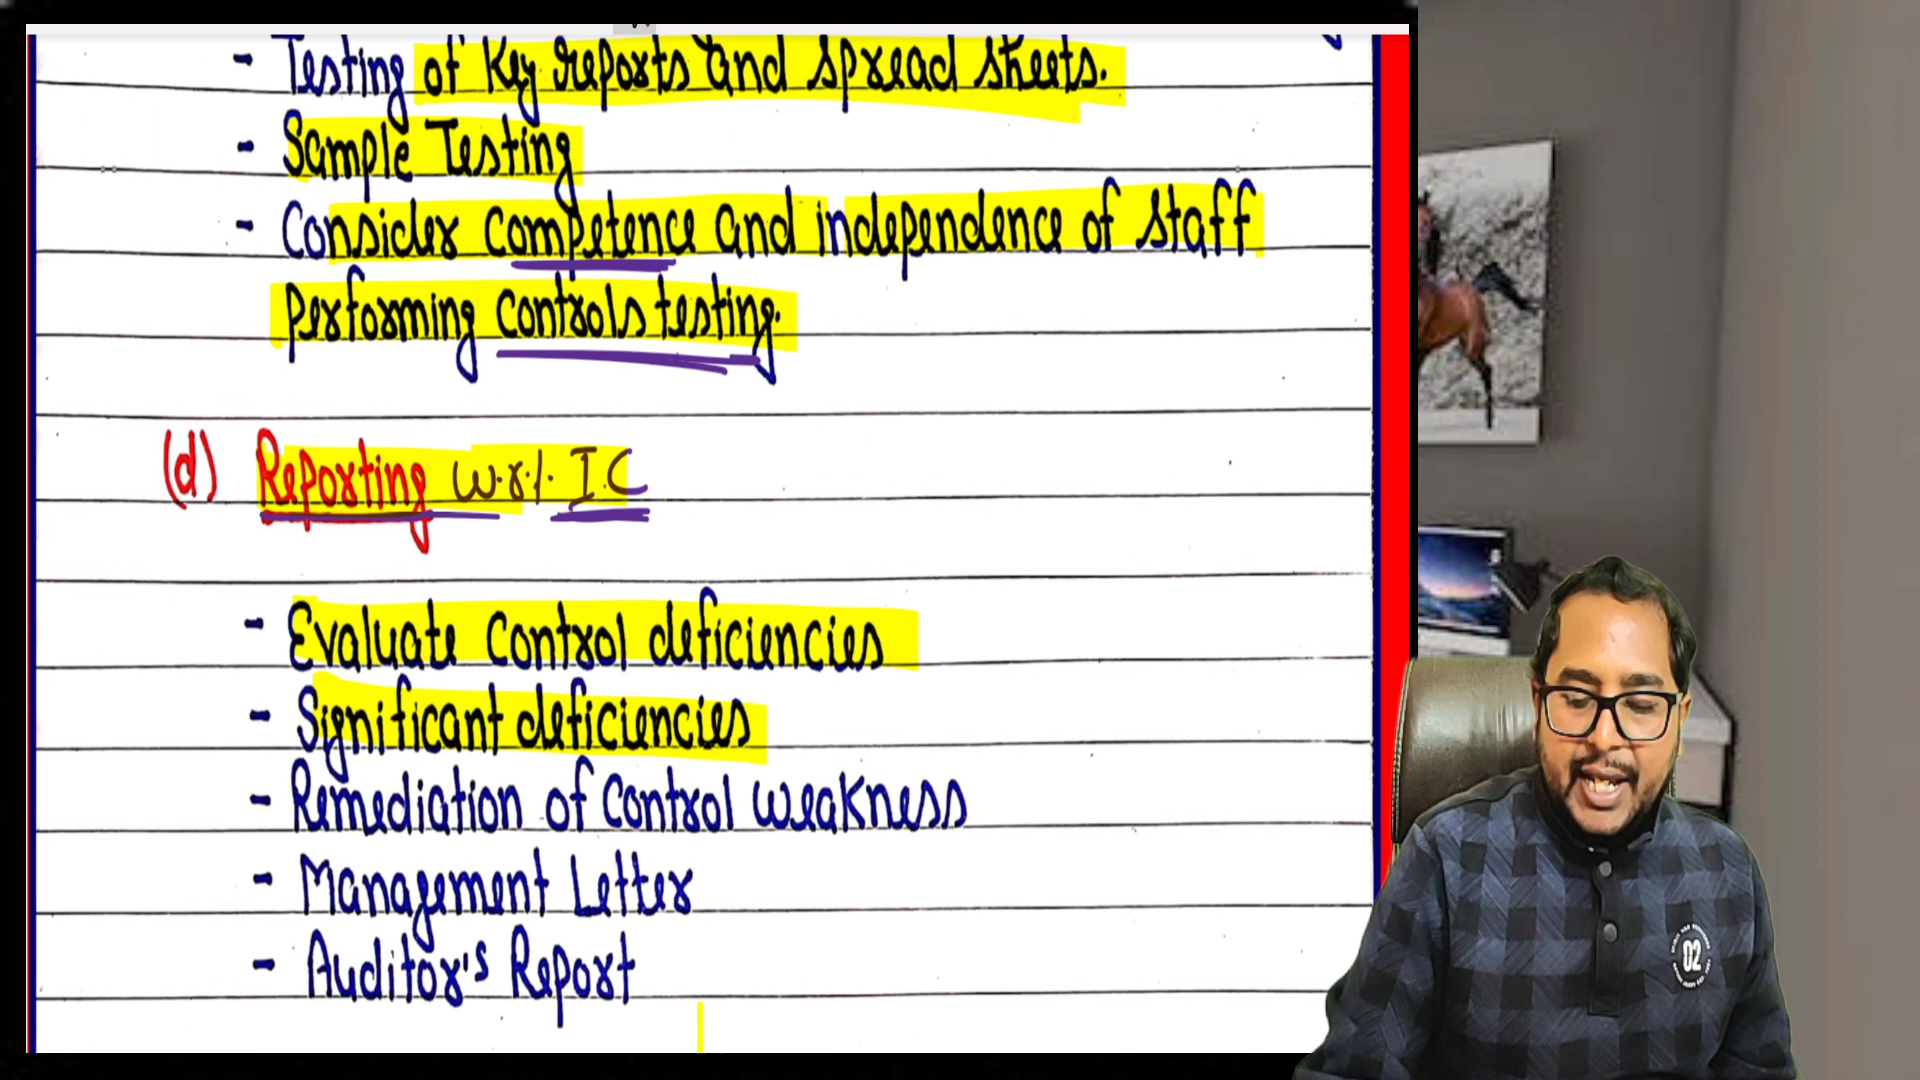 - Testing of Key reports and spread sheets.
- Sample Testing
- Consider competence and independence of staff
performing controls testing.
(d) Reporting w.r.t. I.C
- Evaluate Control deficiencies
- Significant deficiencies
- Remediation of Control weakness
- Management Letter
- Auditor's Report
02